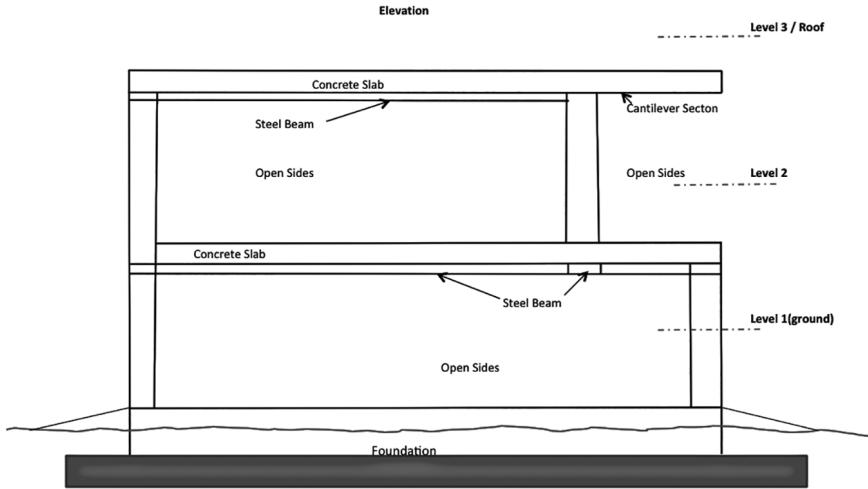 Elevation
Level 3 / Roof
Concrete Slab
Cantilever Secton
Steel Beam
Open Sides
Open Sides
Level 2
Concrete Slab
Steel Beam
Level 1(ground)
Open Sides
Foundation